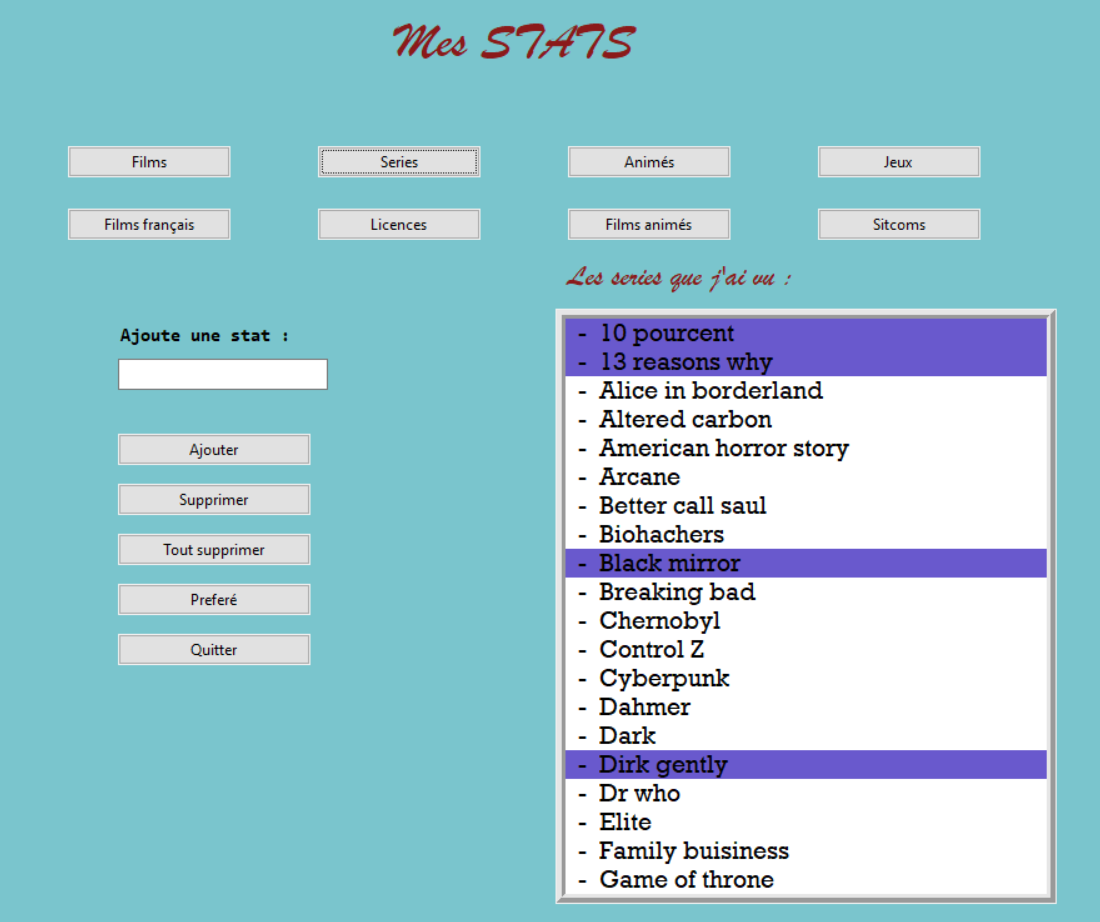 Mes STATS
Films
Series
Animés
Jeux
Films français
Licences
Films animés
Sitcoms
Les series que j'ai vu :
Ajoute une stat :
Ajouter
Supprimer
Tout supprimer
Preferé
Quitter
- 10 pourcent
- 13 reasons why
- Alice in borderland
- Altered carbon
- American horror story
- Arcane
- Better call saul
- Biohachers
- Black mirror
- Breaking bad
- Chernobyl
- Control Z
- Cyberpunk
- Dahmer
- Dark
- Dirk gently
- Dr who
- Elite
- Family buisiness
- Game of throne